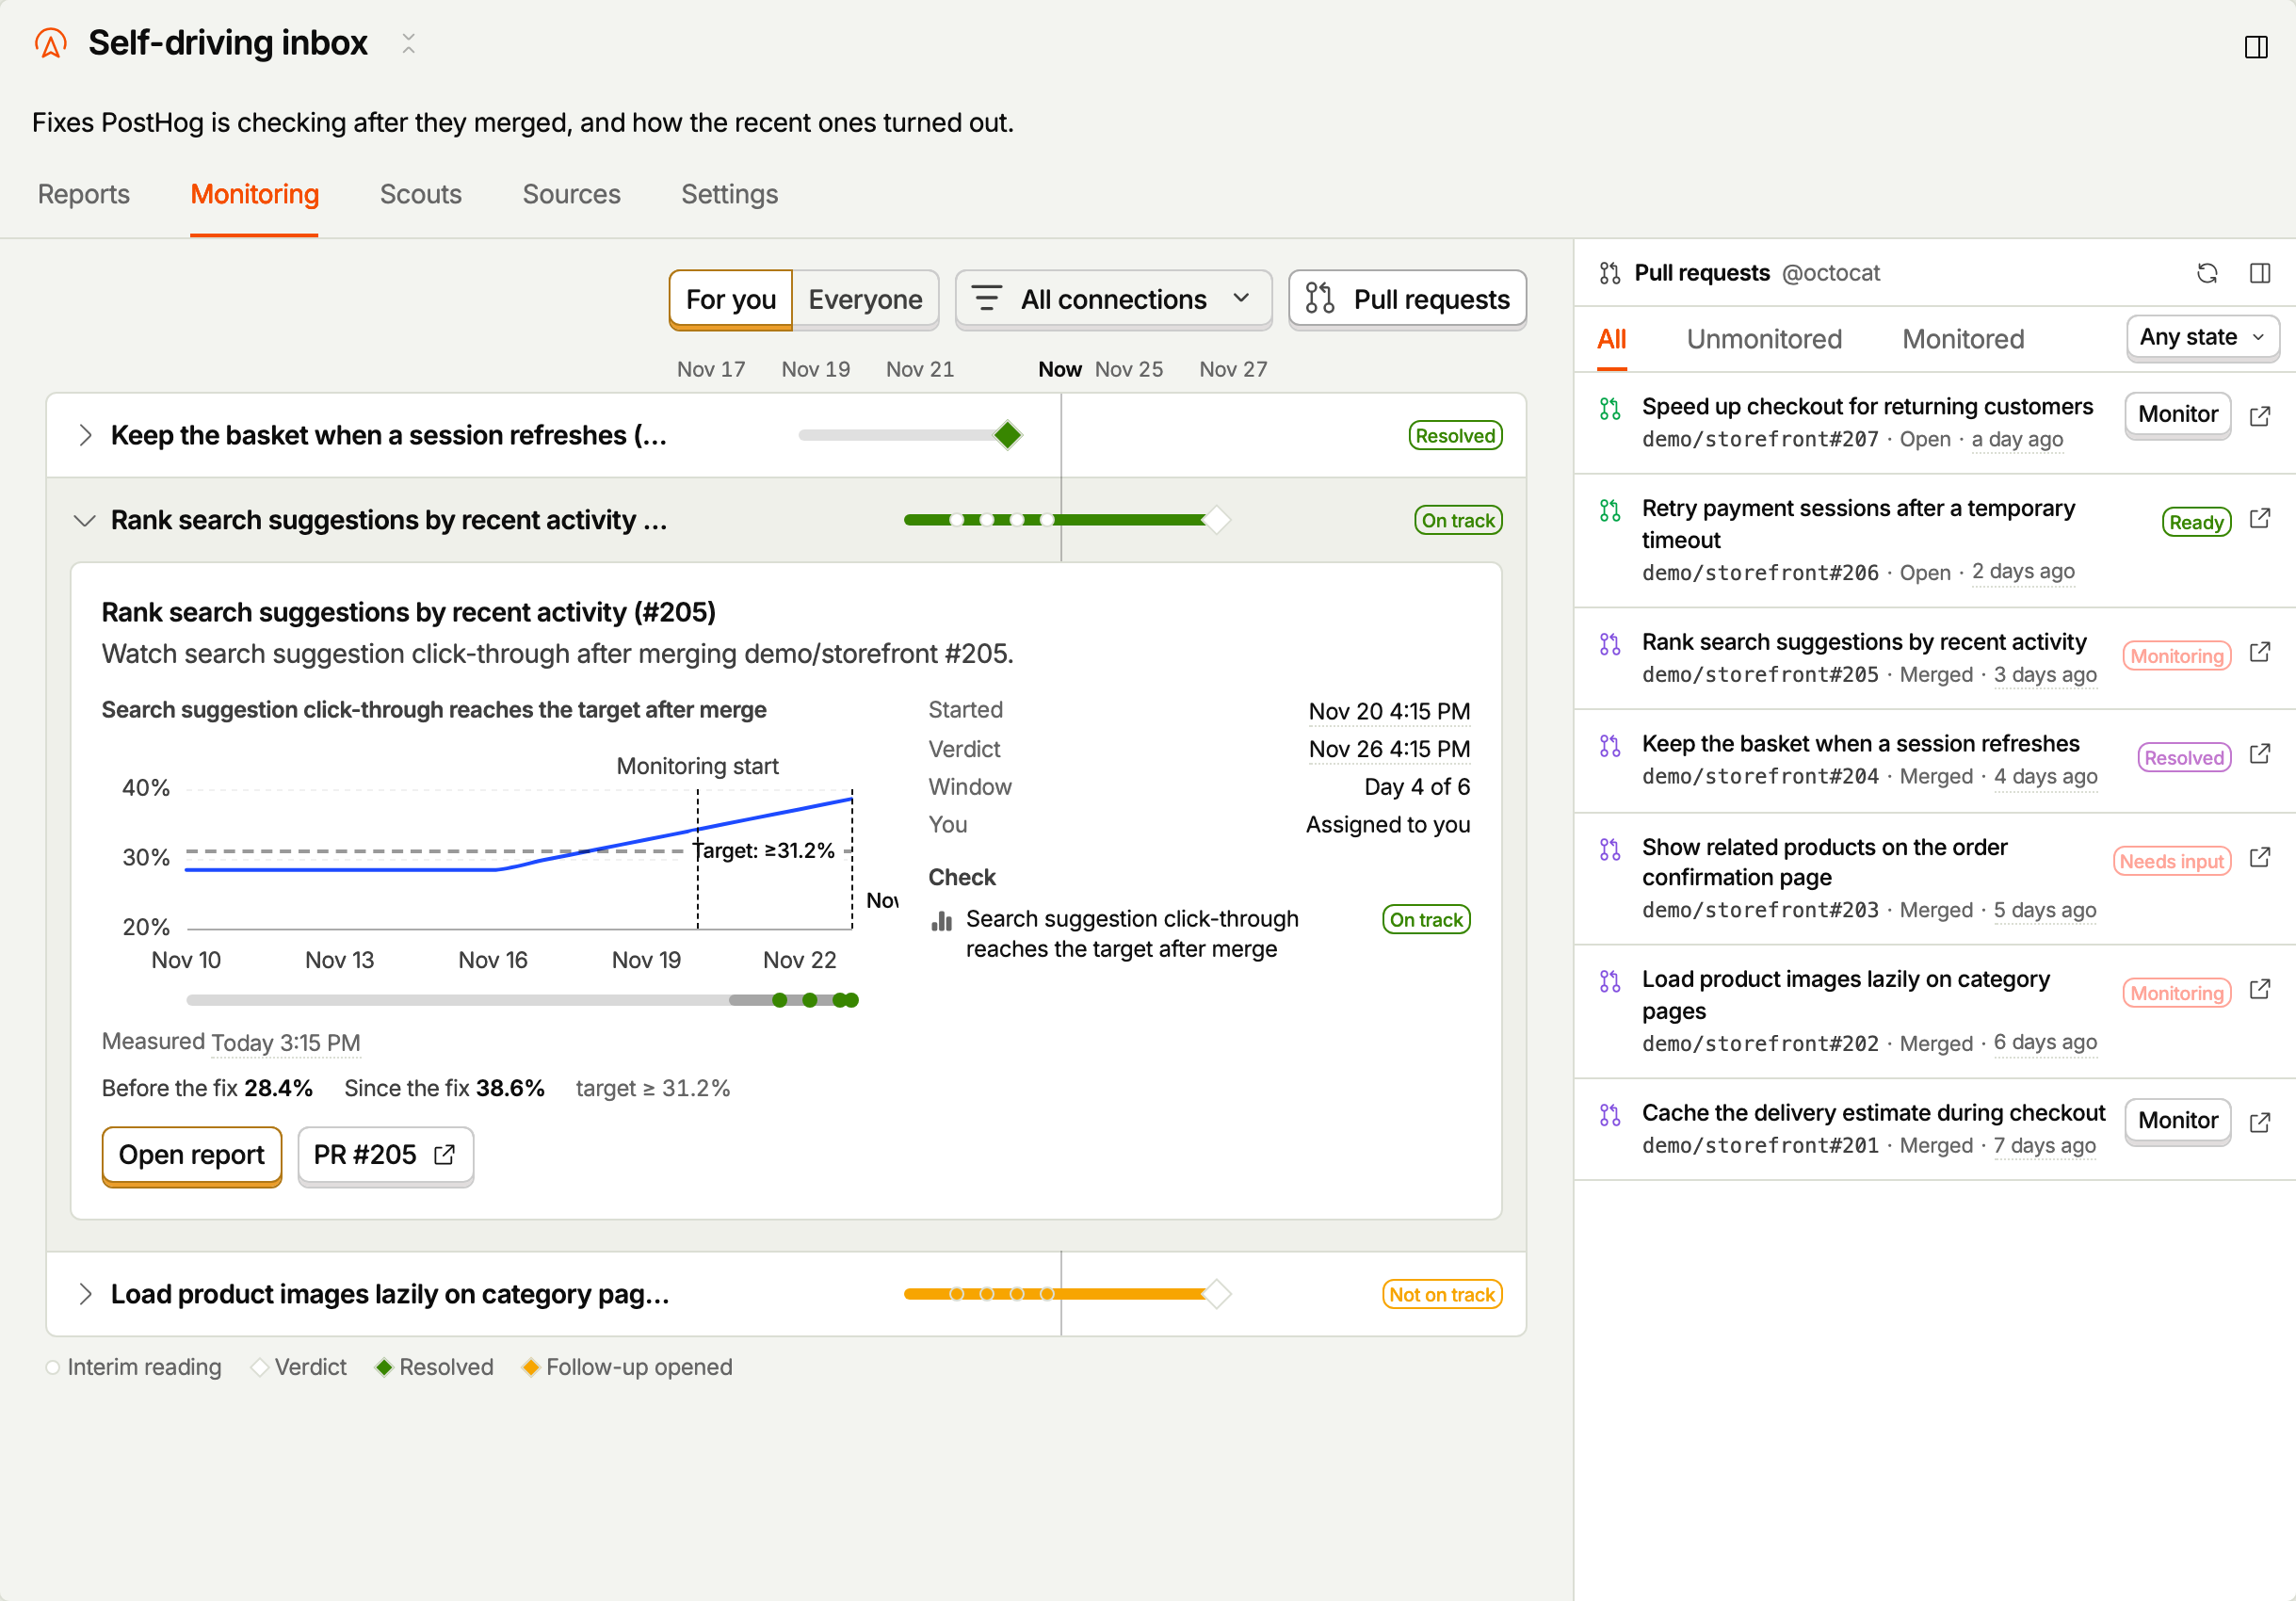 Self-driving inbox
Fixes PostHog is checking after they merged, and how the recent ones turned out.
Reports
Monitoring
Scouts
Sources
Settings
For you
Everyone
All connections
Pull requests
Nov 17
Nov 19
Nov 21
Now
Nov 25
Nov 27
Keep the basket when a session refreshes (...
Resolved
Rank search suggestions by recent activity ...
On track
Rank search suggestions by recent activity (#205)
Watch search suggestion click-through after merging demo/storefront #205.
Search suggestion click-through reaches the target after merge
Monitoring start
40%
30%
20%
Target: ≥31.2%
Nov 10
Nov 13
Nov 16
Nov 19
Nov 22
Measured Today 3:15 PM
Before the fix 28.4%
Since the fix 38.6%
target ≥ 31.2%
Open report
PR #205
Started
Nov 20 4:15 PM
Verdict
Nov 26 4:15 PM
Window
Day 4 of 6
You
Assigned to you
Check
Search suggestion click-through
reaches the target after merge
On track
Load product images lazily on category pag...
Not on track
Interim reading
Verdict
Resolved
Follow-up opened
Pull requests @octocat
All
Unmonitored
Monitored
Any state
Speed up checkout for returning customers
demo/storefront#207 · Open · a day ago
Monitor
Retry payment sessions after a temporary
timeout
demo/storefront#206 · Open · 2 days ago
Ready
Rank search suggestions by recent activity
demo/storefront#205 · Merged · 3 days ago
Monitoring
Keep the basket when a session refreshes
demo/storefront#204 · Merged · 4 days ago
Resolved
Show related products on the order
confirmation page
demo/storefront#203 · Merged · 5 days ago
Needs input
Load product images lazily on category
pages
demo/storefront#202 · Merged · 6 days ago
Monitoring
Cache the delivery estimate during checkout
demo/storefront#201 · Merged · 7 days ago
Monitor